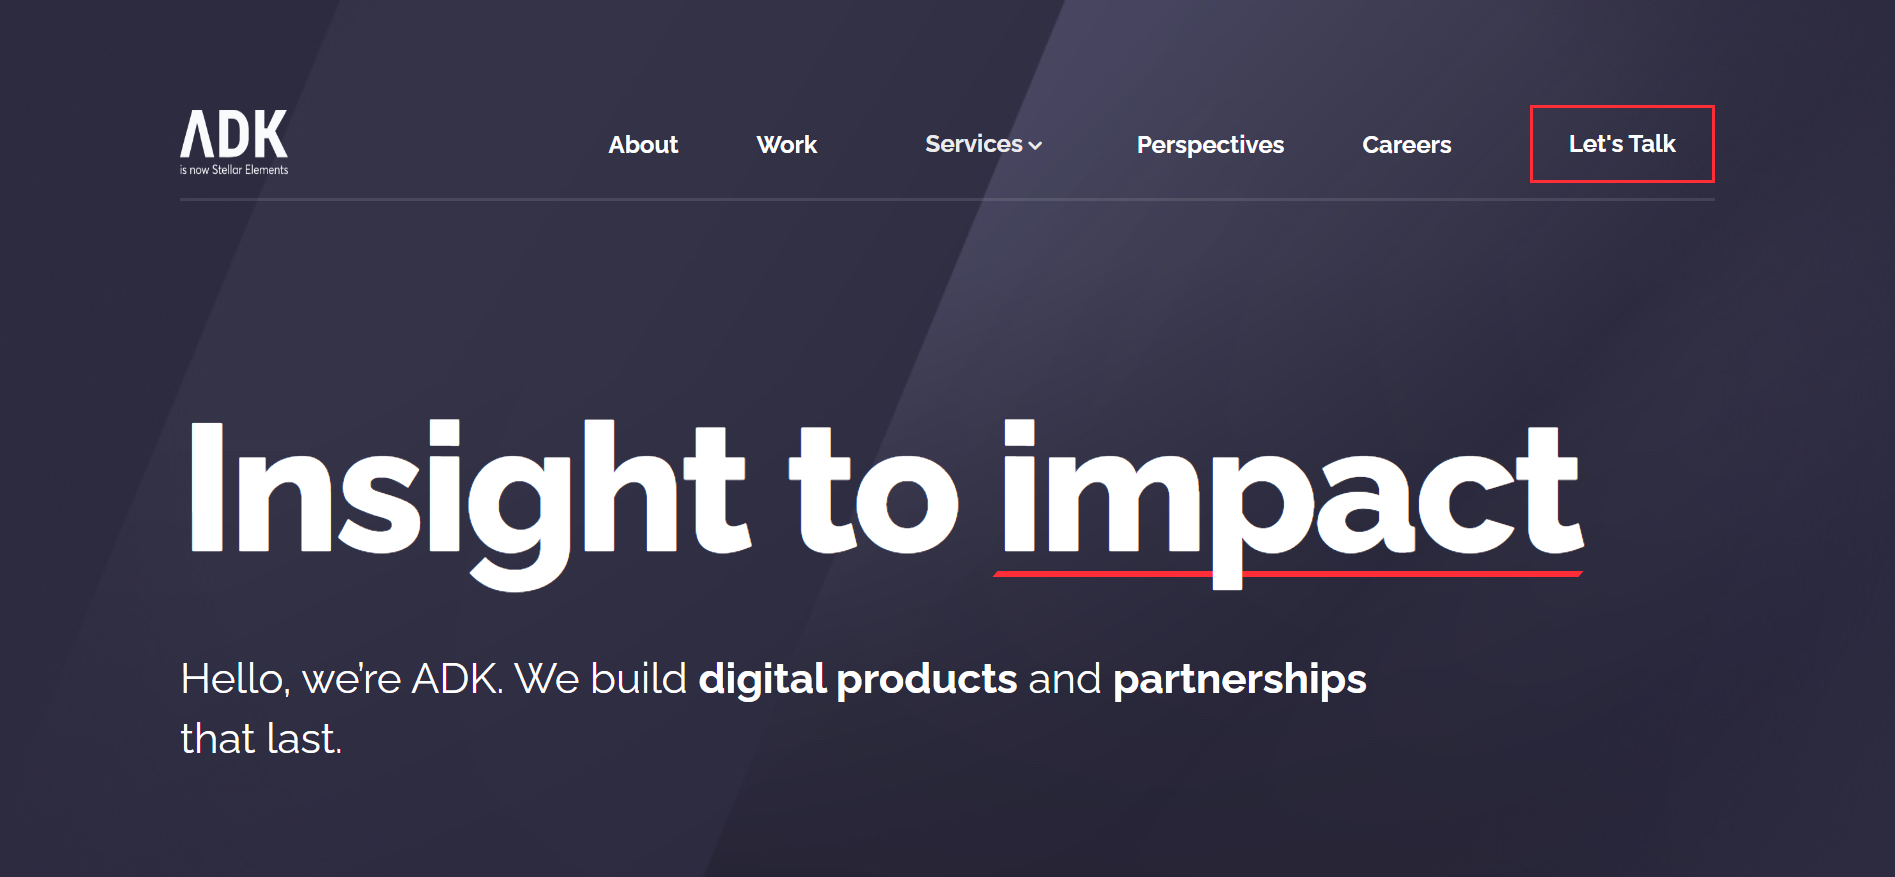 ADK
is now Stellar Elements
About
Work
Services
Perspectives
Careers
Let's Talk
Insight to impact
Hello, we’re ADK. We build digital products and partnerships
that last.